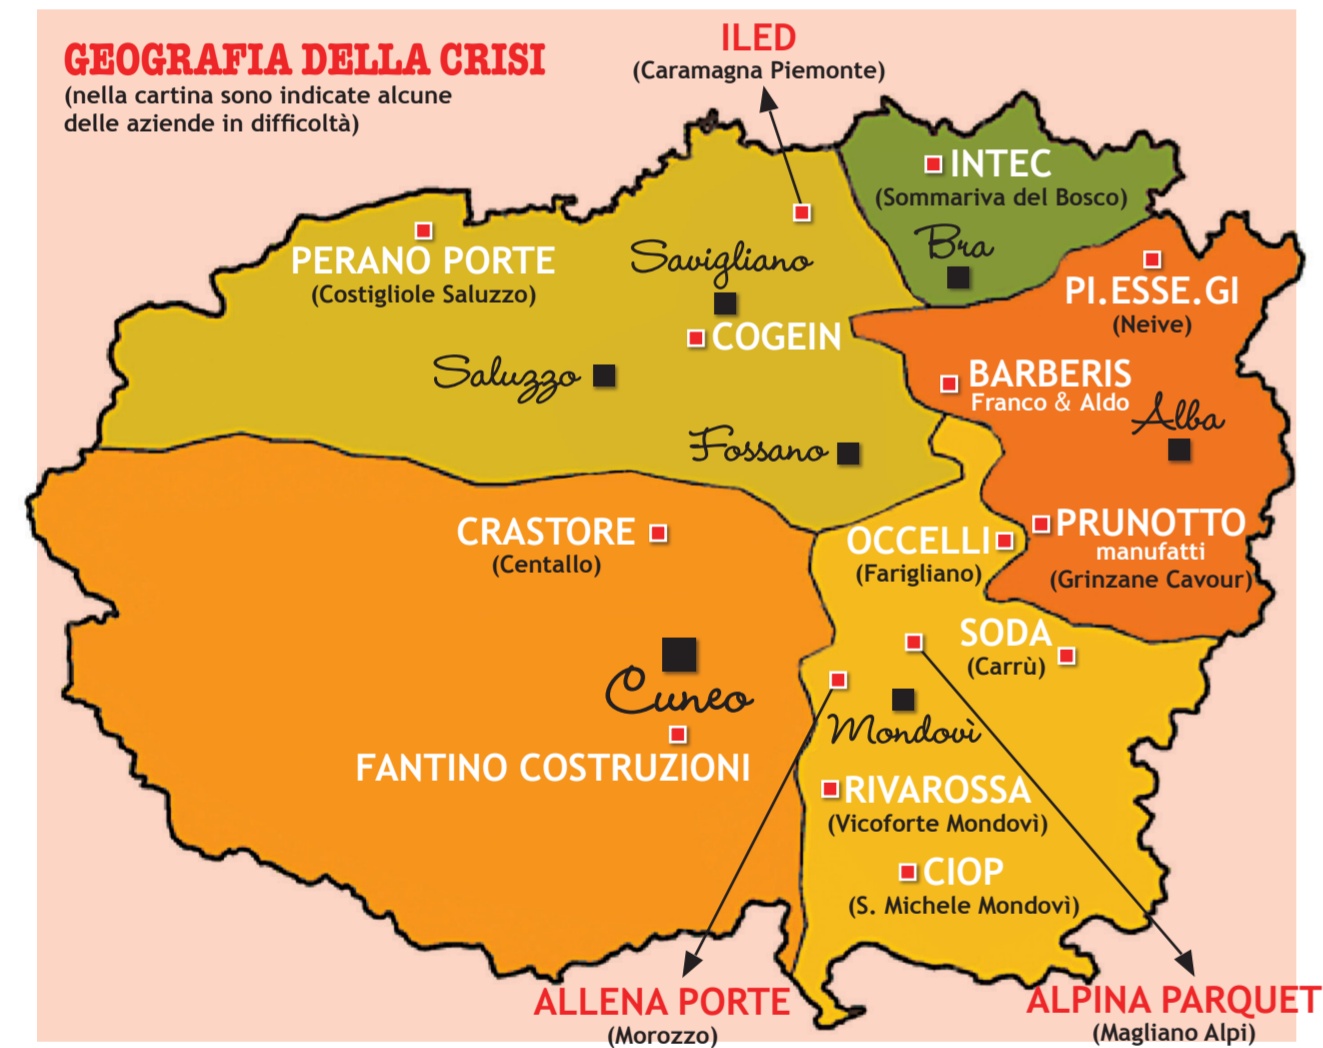 GEOGRAFIA DELLA CRISI
(nella cartina sono indicate alcune
delle aziende in difficoltà)
ILED
(Caramagna Piemonte)
INTEC
(Sommariva del Bosco)
Bra
PERANO PORTE
(Costigliole Saluzzo)
Savigliano
COGEIN
PI.ESSE.GI
(Neive)
Saluzzo
BARBERIS
Franco & Aldo
Alba
Fossano
CRASTORE
(Centallo)
OCCELLI
(Farigliano)
PRUNOTTO
manufatti
(Grinzane Cavour)
SODA
(Carrù)
Cuneo
Mondovì
FANTINO COSTRUZIONI
RIVAROSSA
(Vicoforte Mondovì)
CIOP
(S. Michele Mondovì)
ALLENA PORTE
(Morozzo)
ALPINA PARQUET
(Magliano Alpi)